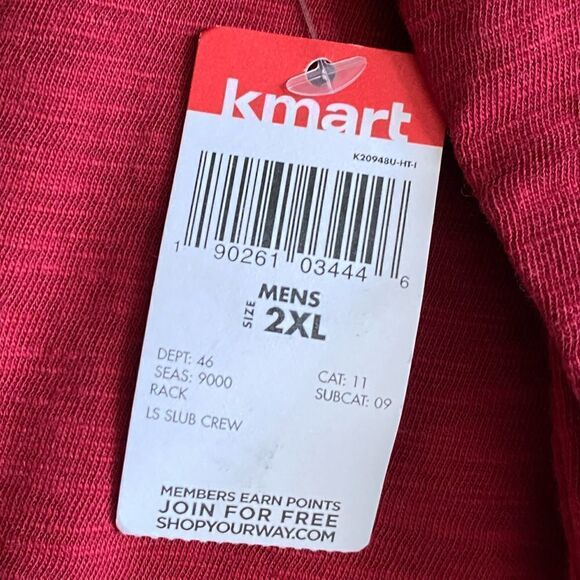 kmart
K20948U-HT-I
1 90261 03444 6
MENS
SIZE 2XL
DEPT: 46
SEAS: 9000 CAT: 11
RACK SUBCAT: 09
LS SLUB CREW
MEMBERS EARN POINTS
JOIN FOR FREE
SHOPYOURWAY.COM